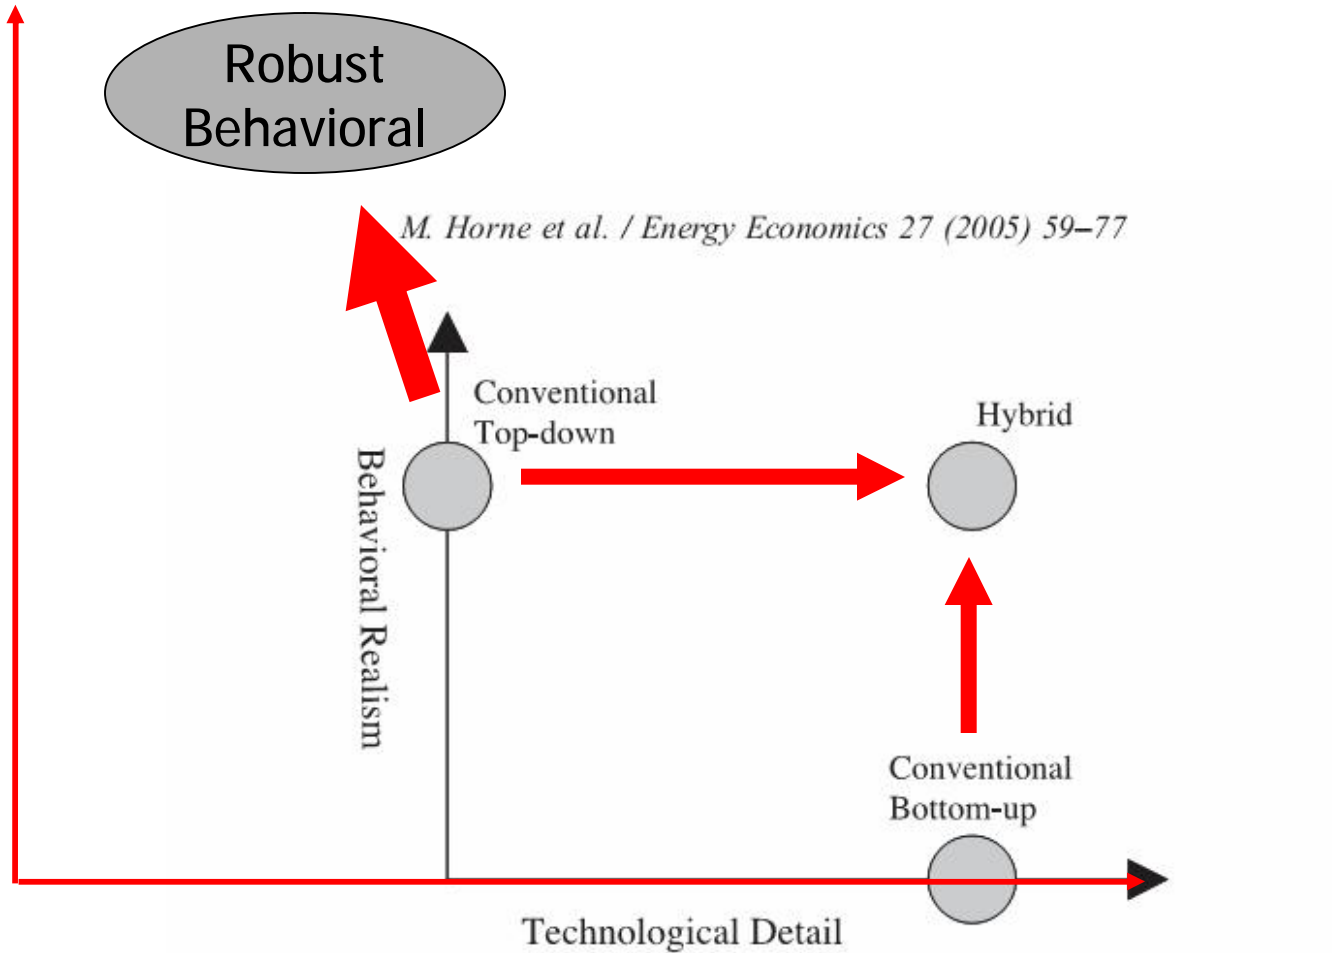 Robust
Behavioral
M. Horne et al. / Energy Economics 27 (2005) 59–77
Conventional
Top-down
Hybrid
Behavioral Realism
Conventional
Bottom-up
Technological Detail